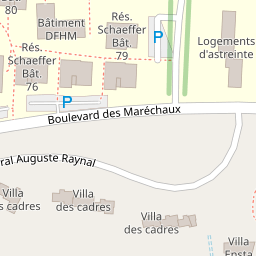 80
Bâtiment
DFHM
Rés.
Schaeffer
Bât.
79
P
Logements
d'astreinte
Rés.
Schaeffer
Bât.
76
P
Boulevard des Maréchaux
ral Auguste Raynal
Villa
des cadres
Villa
des cadres
Villa
des cadres
Villa
Ensta